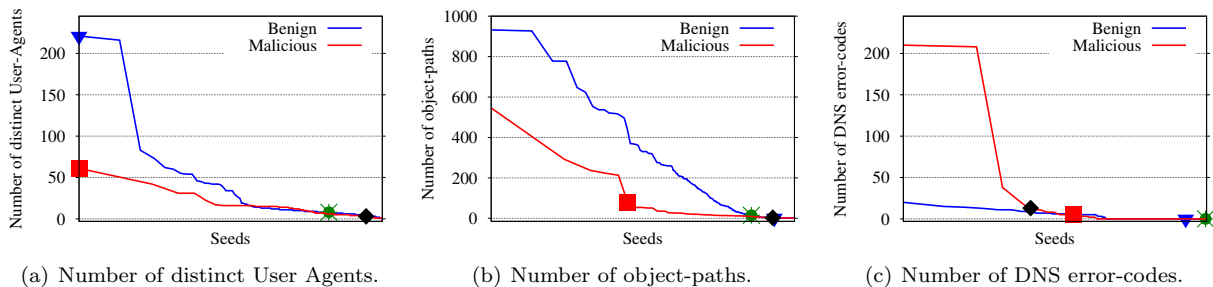 Number of distinct User-Agents
200
150
100
50
0
Benign
Malicious
Seeds
(a) Number of distinct User Agents.
Number of object-paths
1000
800
600
400
200
0
Benign
Malicious
Seeds
(b) Number of object-paths.
Number of DNS error-codes
200
150
100
50
0
Benign
Malicious
Seeds
(c) Number of DNS error-codes.